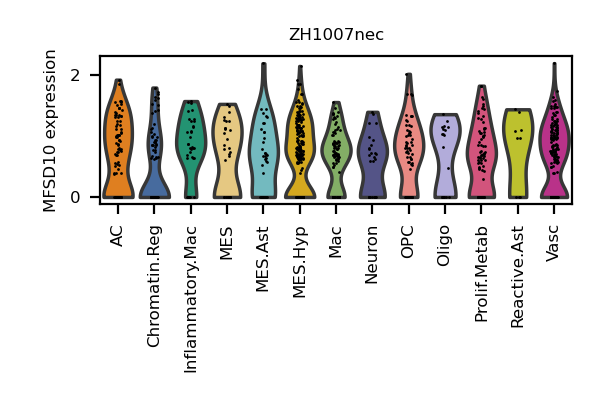 ZH1007nec
MFSD10 expression
2
0
AC
Chromatin.Reg
Inflammatory.Mac
MES
MES.Ast
MES.Hyp
Mac
Neuron
OPC
Oligo
Prolif.Metab
Reactive.Ast
Vasc